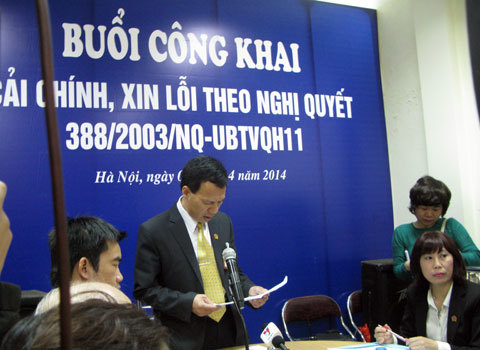 BUỔI CÔNG KHAI
CẢI CHÍNH, XIN LỖI THEO NGHỊ QUYẾT
388/2003/NQ-UBTVQH11
Hà Nội, ngày 4 năm 2014